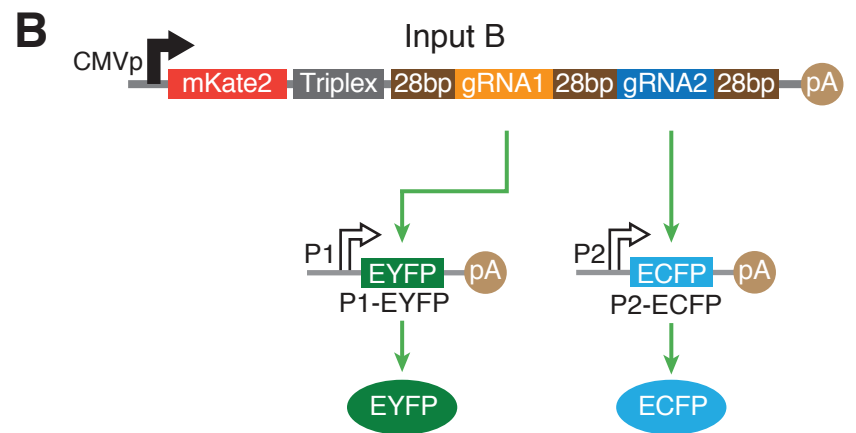 B
Input B
CMVp
mKate2 Triplex 28bp gRNA1 28bp gRNA2 28bp pA
P1 EYFP pA
P1-EYFP
P2 ECFP pA
P2-ECFP
EYFP
ECFP